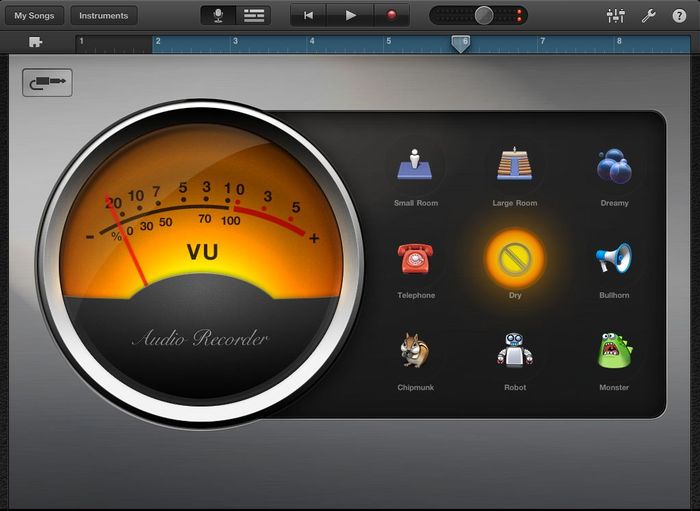 My Songs
Instruments
?
1 2 3 4 5 6 7 8
20 10 7 5 3 1 0 3 5
- % 0 30 50 70 100 +
VU
Audio Recorder
Small Room
Large Room
Dreamy
Telephone
Dry
Bullhorn
Chipmunk
Robot
Monster